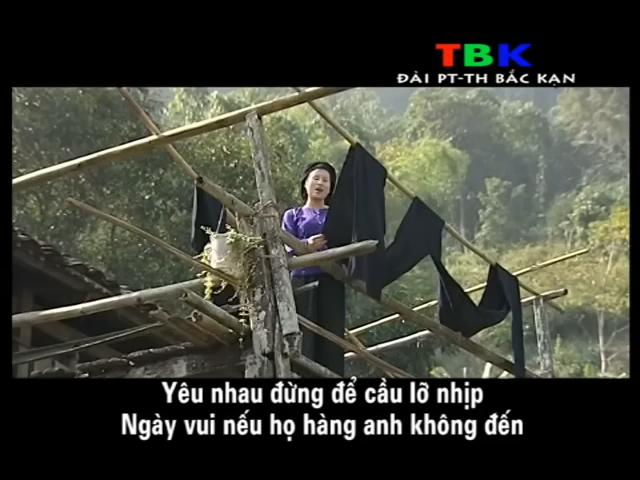 TBK
ĐÀI PT-TH BẮC KẠN
Yêu nhau đừng để cầu lỡ nhịp
Ngày vui nếu họ hàng anh không đến